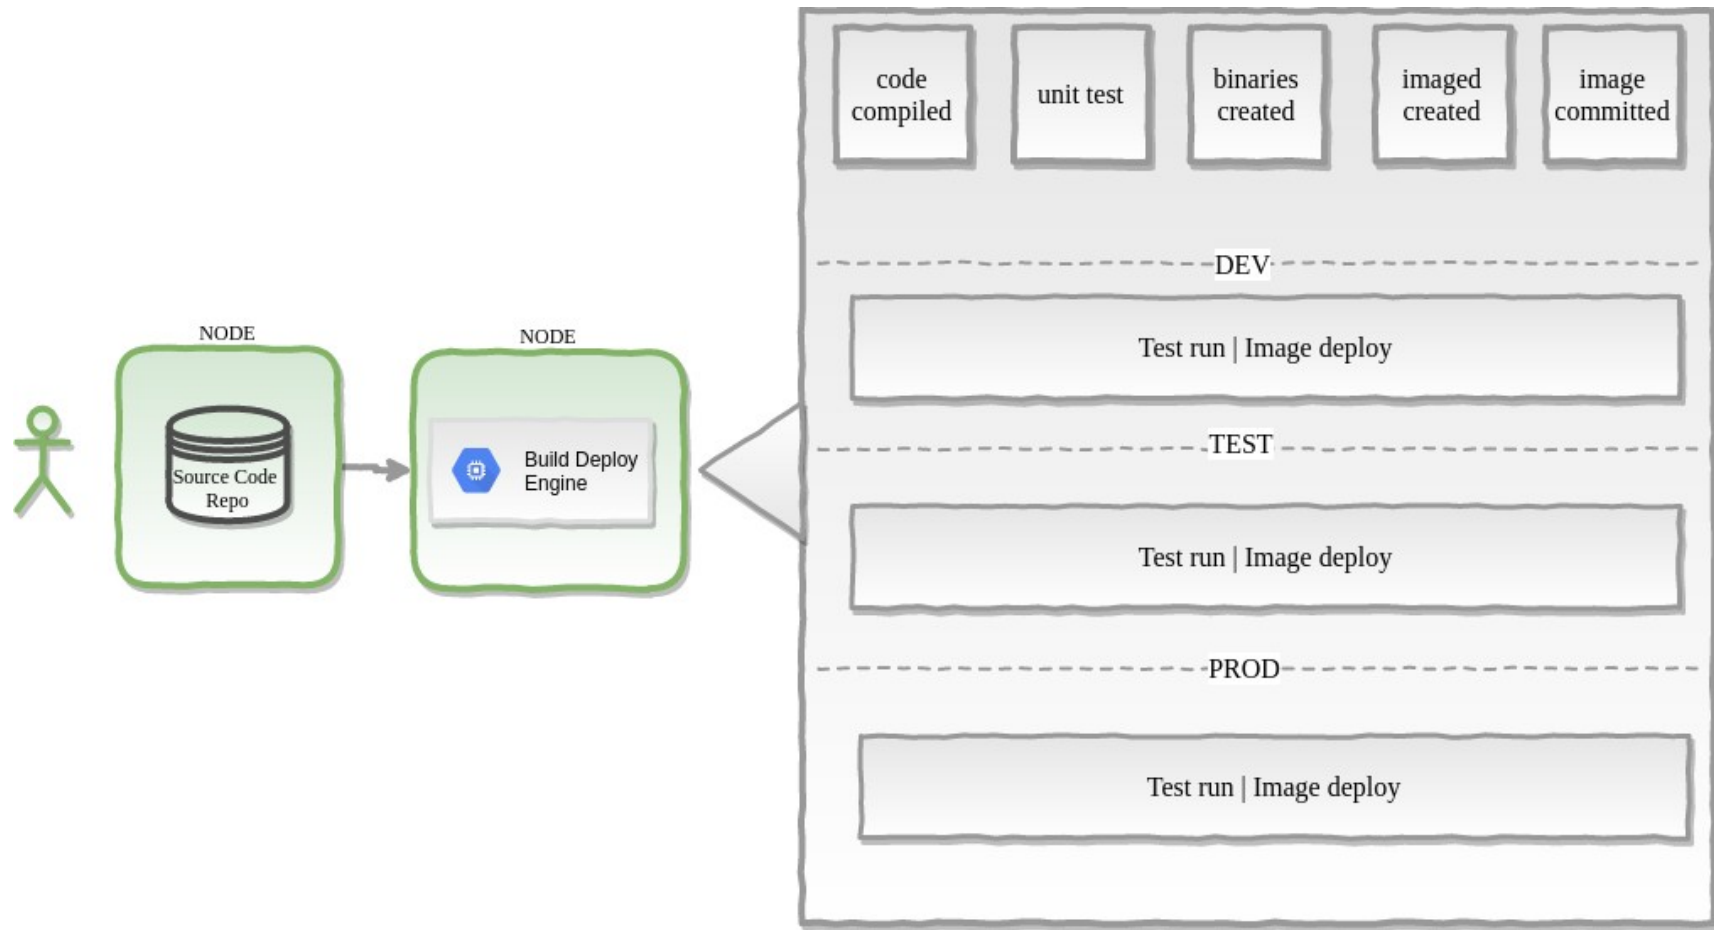 code
compiled
unit test
binaries
created
imaged
created
image
committed
DEV
Test run | Image deploy
TEST
Test run | Image deploy
PROD
Test run | Image deploy
NODE
Source Code
Repo
NODE
Build Deploy
Engine